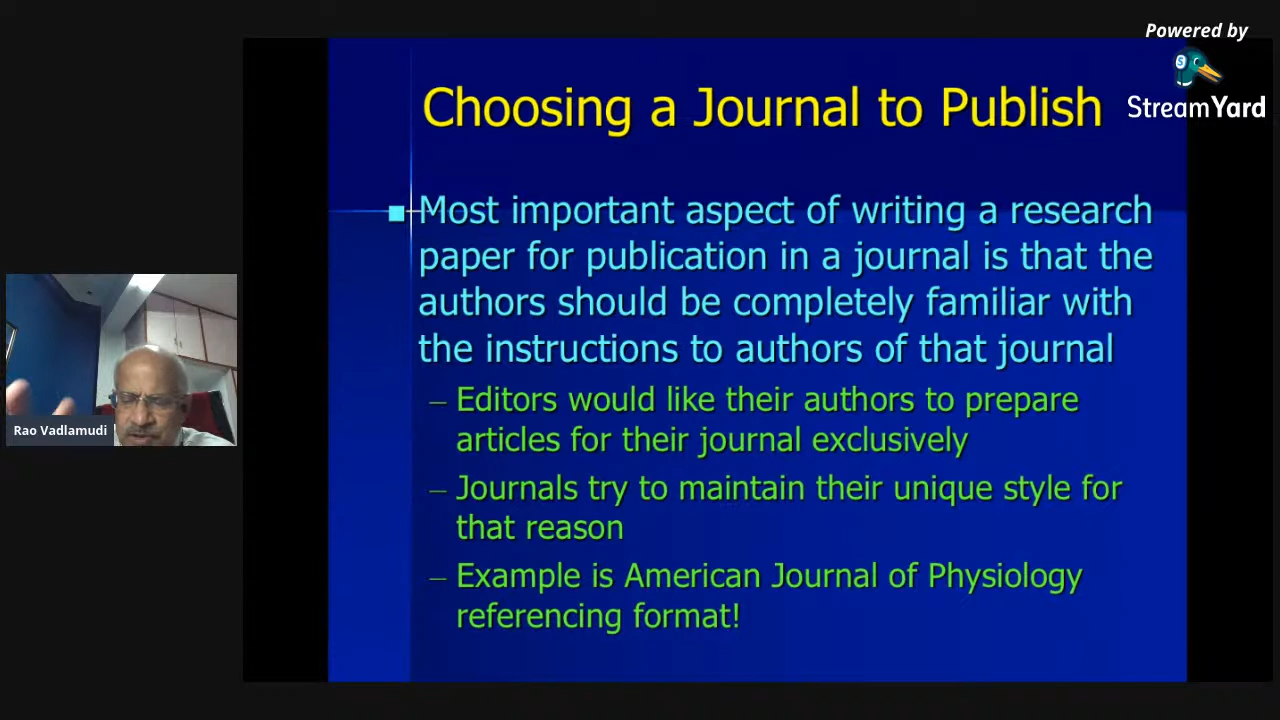 Powered by
StreamYard
Choosing a Journal to Publish
Most important aspect of writing a research
paper for publication in a journal is that the
authors should be completely familiar with
the instructions to authors of that journal
– Editors would like their authors to prepare
articles for their journal exclusively
– Journals try to maintain their unique style for
that reason
– Example is American Journal of Physiology
referencing format!
Rao Vadlamudi